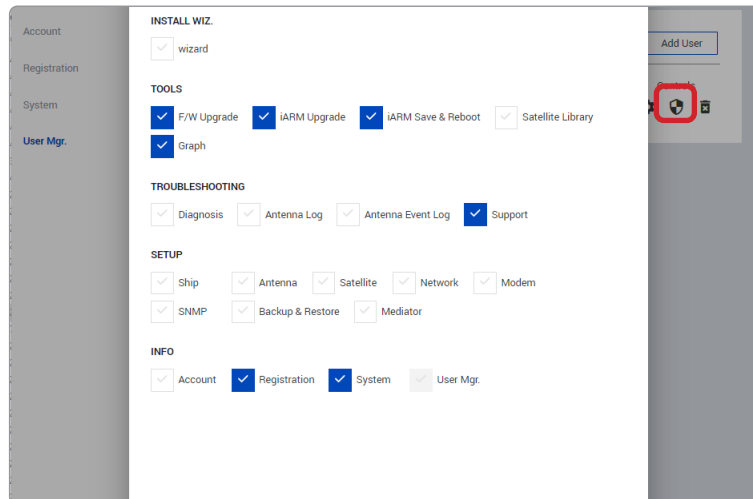 Account
Registration
System
User Mgr.
INSTALL WIZ.
wizard
TOOLS
F/W Upgrade iARM Upgrade iARM Save & Reboot Satellite Library
Graph
TROUBLESHOOTING
Diagnosis Antenna Log Antenna Event Log Support
SETUP
Ship Antenna Satellite Network Modem
SNMP Backup & Restore Mediator
INFO
Account Registration System User Mgr.
Add User
Controls